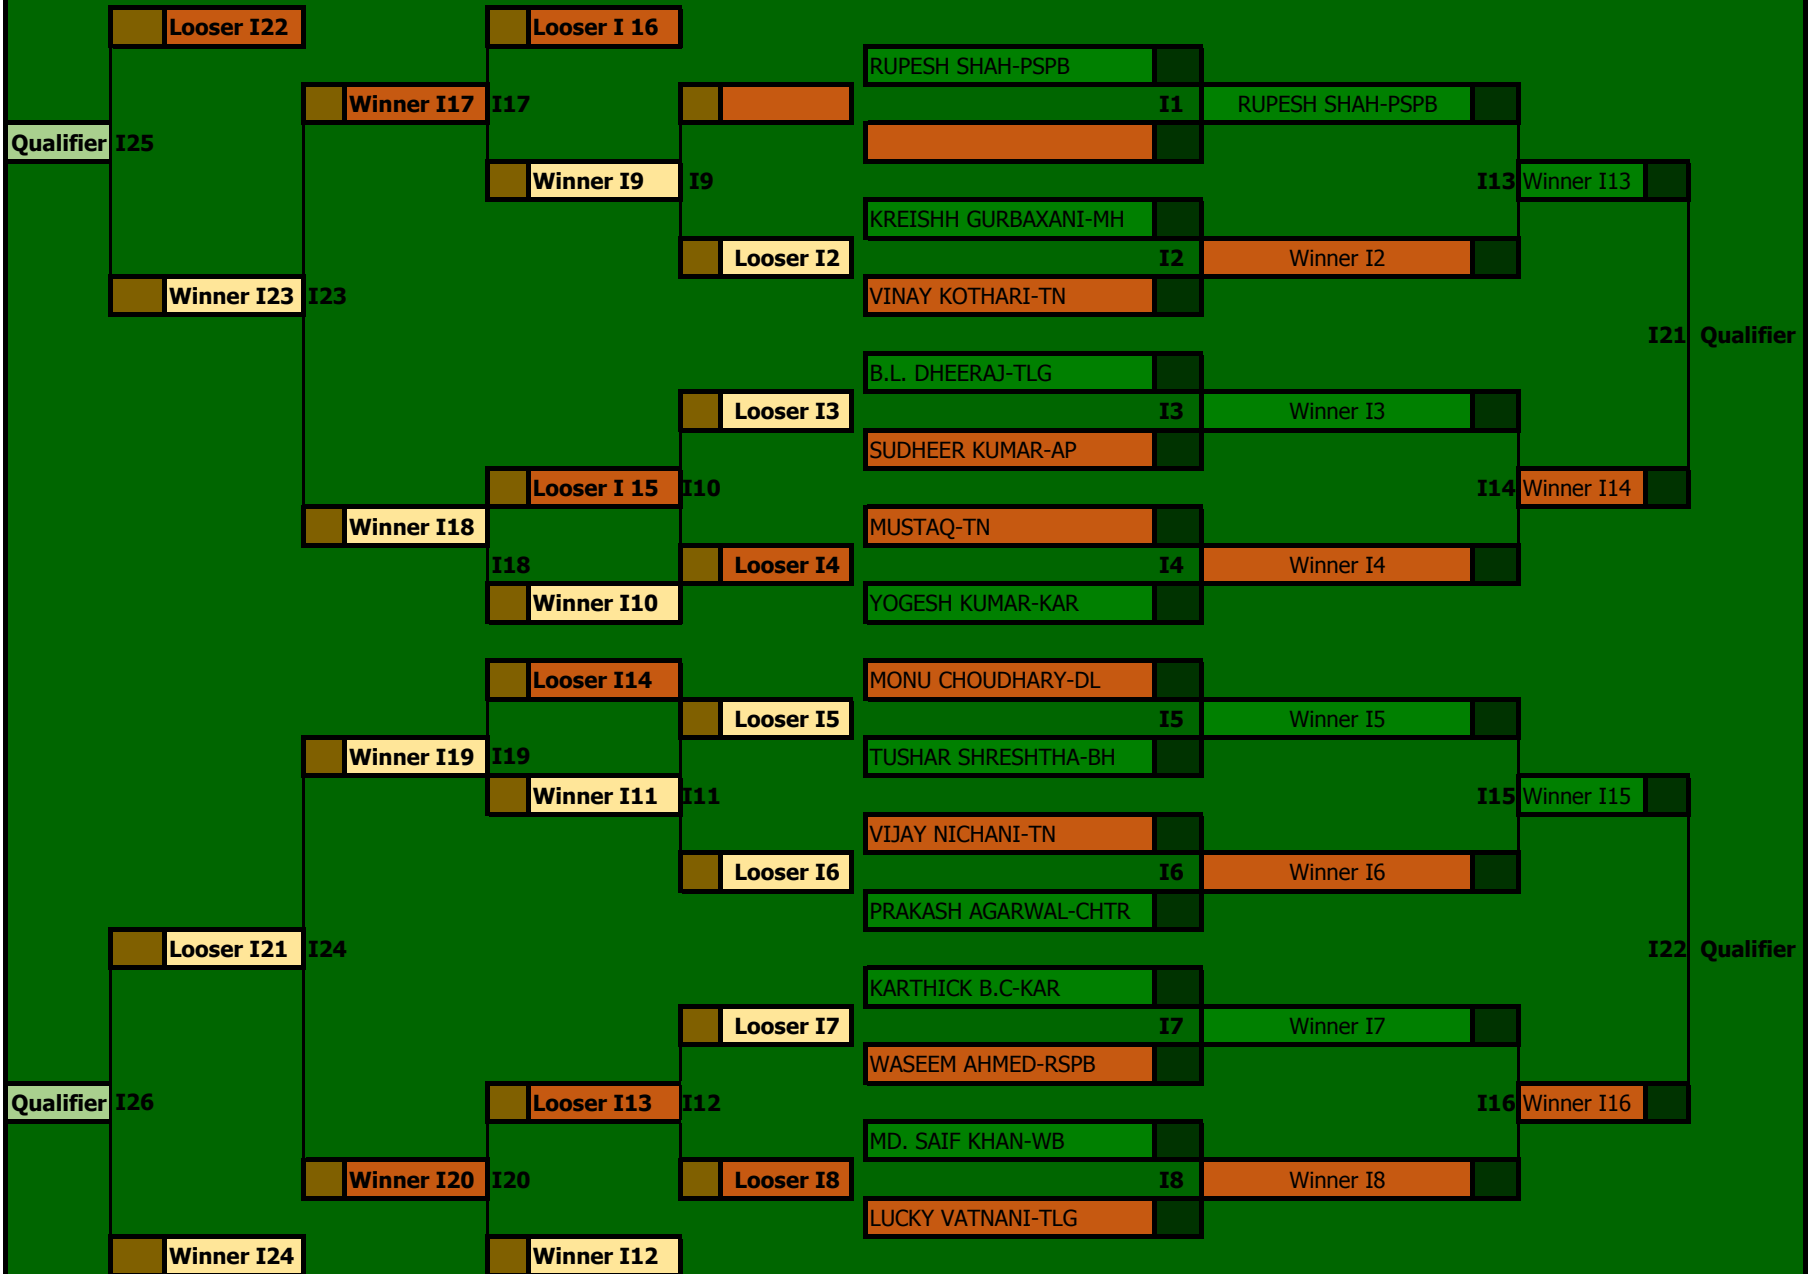 Looser I22 Looser I 16
RUPESH SHAH-PSPB
Winner I17 I17 I1 RUPESH SHAH-PSPB
Qualifier I25
Winner I9 I9 I13 Winner I13
KREISHH GURBAXANI-MH
Looser I2 I2 Winner I2
Winner I23 I23 VINAY KOTHARI-TN
I21 Qualifier
B.L. DHEERAJ-TLG
Looser I3 I3 Winner I3
SUDHEER KUMAR-AP
Looser I 15 I10 I14 Winner I14
Winner I18 MUSTAQ-TN
I18 Looser I4 I4 Winner I4
Winner I10 YOGESH KUMAR-KAR
Looser I14 MONU CHOUDHARY-DL
Looser I5 I5 Winner I5
Winner I19 I19 TUSHAR SHRESHTHA-BH
Winner I11 I11 I15 Winner I15
VIJAY NICHANI-TN
Looser I6 I6 Winner I6
PRAKASH AGARWAL-CHTR
Looser I21 I24 I22 Qualifier
KARTHICK B.C-KAR
Looser I7 I7 Winner I7
WASEEM AHMED-RSPB
Qualifier I26 Looser I13 I12 I16 Winner I16
MD. SAIF KHAN-WB
Winner I20 I20 Looser I8 I8 Winner I8
LUCKY VATNANI-TLG
Winner I24 Winner I12